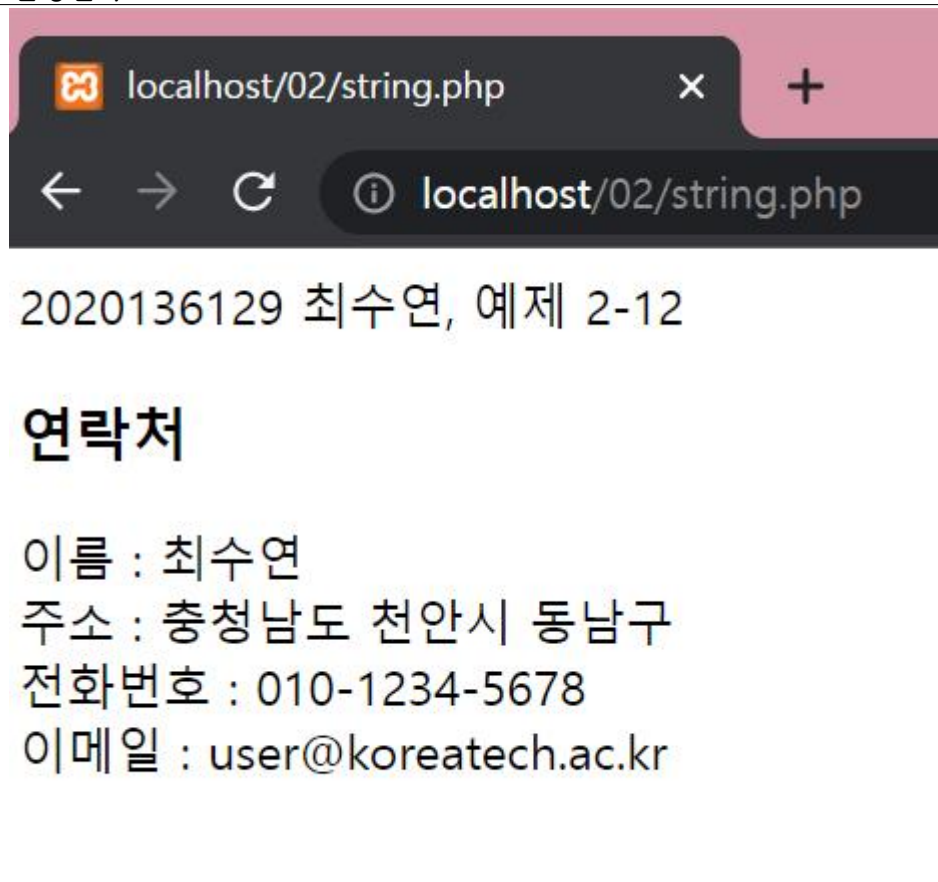 localhost/02/string.php
localhost/02/string.php
2020136129 최수연, 예제 2-12
연락처
이름 : 최수연
주소 : 충청남도 천안시 동남구
전화번호 : 010-1234-5678
이메일 : user@koreatech.ac.kr